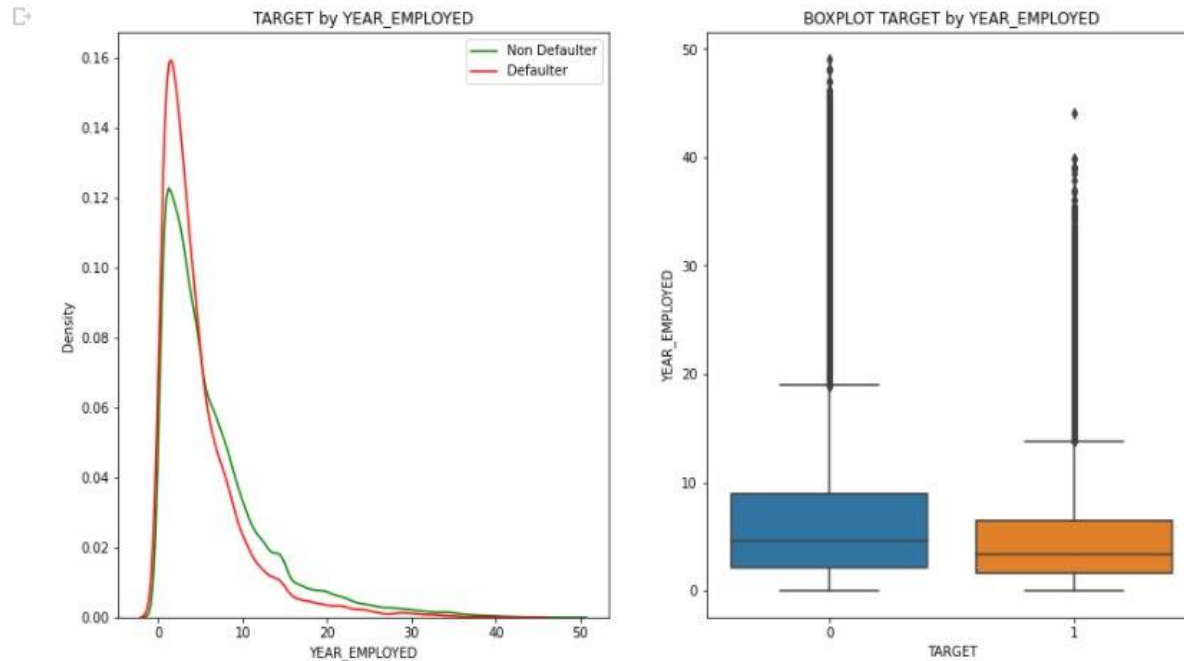 TARGET by YEAR_EMPLOYED
Non Defaulter
Defaulter
0.16
0.14
0.12
0.10
0.08
0.06
0.04
0.02
0.00
Density
0
10
20
30
40
50
YEAR_EMPLOYED
BOXPLOT TARGET by YEAR_EMPLOYED
50
40
30
20
10
0
YEAR_EMPLOYED
0
1
TARGET